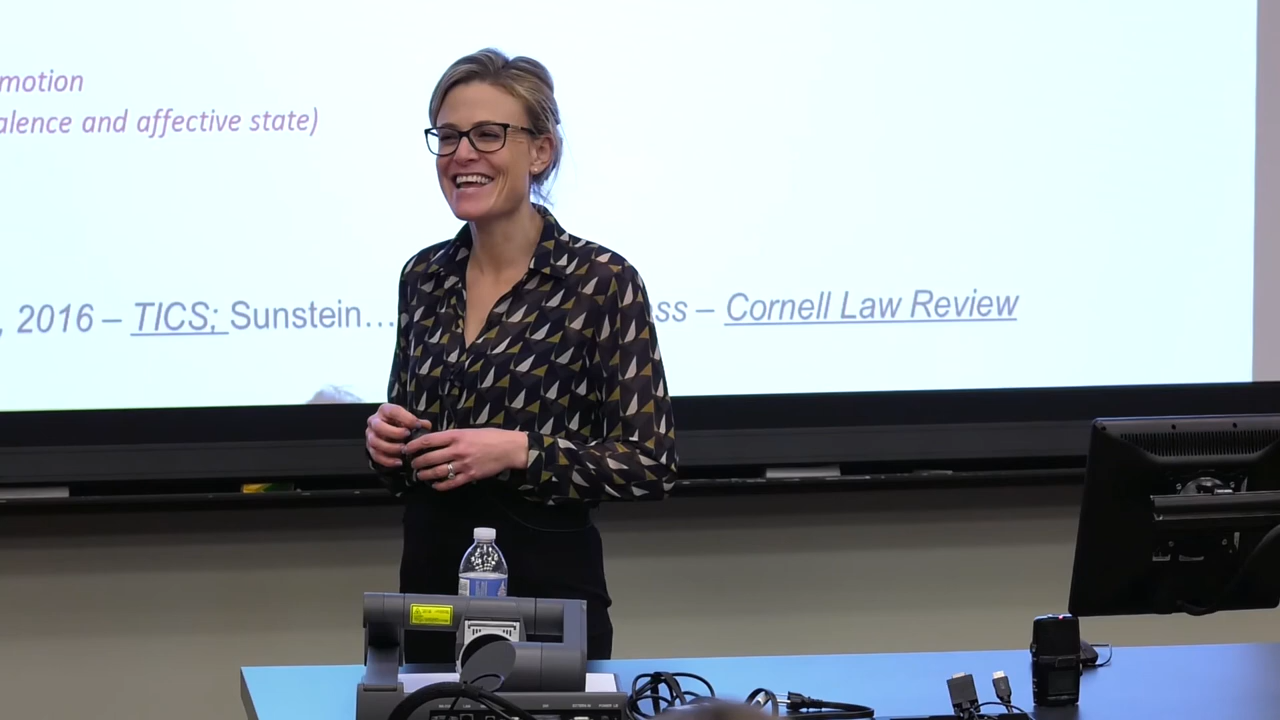 motion
alence and affective state)
, 2016 – TICS; Sunstein… ss – Cornell Law Review